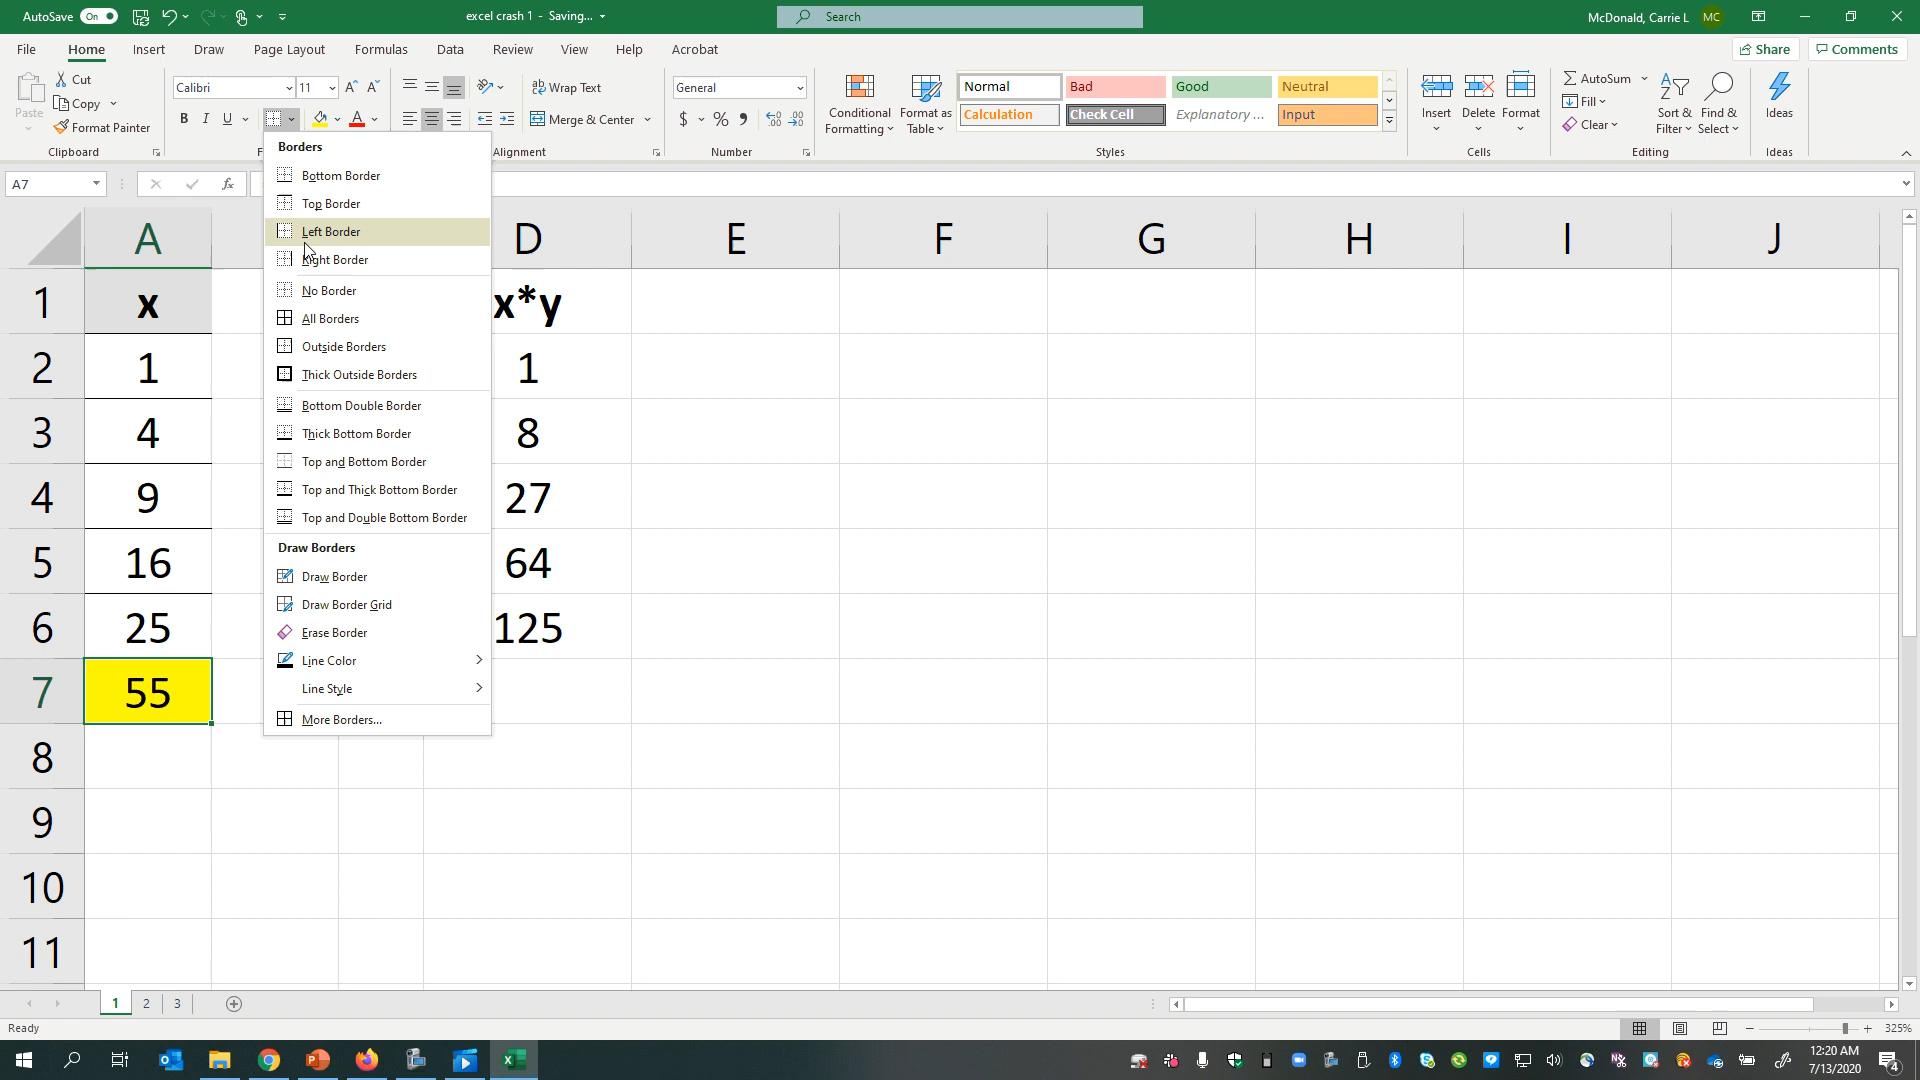 AutoSave On excel crash 1 - Saving... Search McDonald, Carrie L MC
File Home Insert Draw Page Layout Formulas Data Review View Help Acrobat Share Comments
Paste Cut Copy Format Painter
Calibri 11
B I U A
Wrap Text
Merge & Center
General
$ % 9
Conditional Formatting Format as Table
Normal Bad Good Neutral
Calculation Check Cell Explanatory ... Input
Insert Delete Format
AutoSum Fill Clear
Sort & Filter Find & Select Ideas
Clipboard Alignment Number Styles Cells Editing Ideas
A7 fx
Borders
Bottom Border
Top Border
Left Border
Right Border
No Border
All Borders
Outside Borders
Thick Outside Borders
Bottom Double Border
Thick Bottom Border
Top and Bottom Border
Top and Thick Bottom Border
Top and Double Bottom Border
Draw Borders
Draw Border
Draw Border Grid
Erase Border
Line Color
Line Style
More Borders...
A D E F G H I J
1 x x*y
2 1 1
3 4 8
4 9 27
5 16 64
6 25 125
7 55
8
9
10
11
1 2 3
Ready 325%
12:20 AM
7/13/2020
4